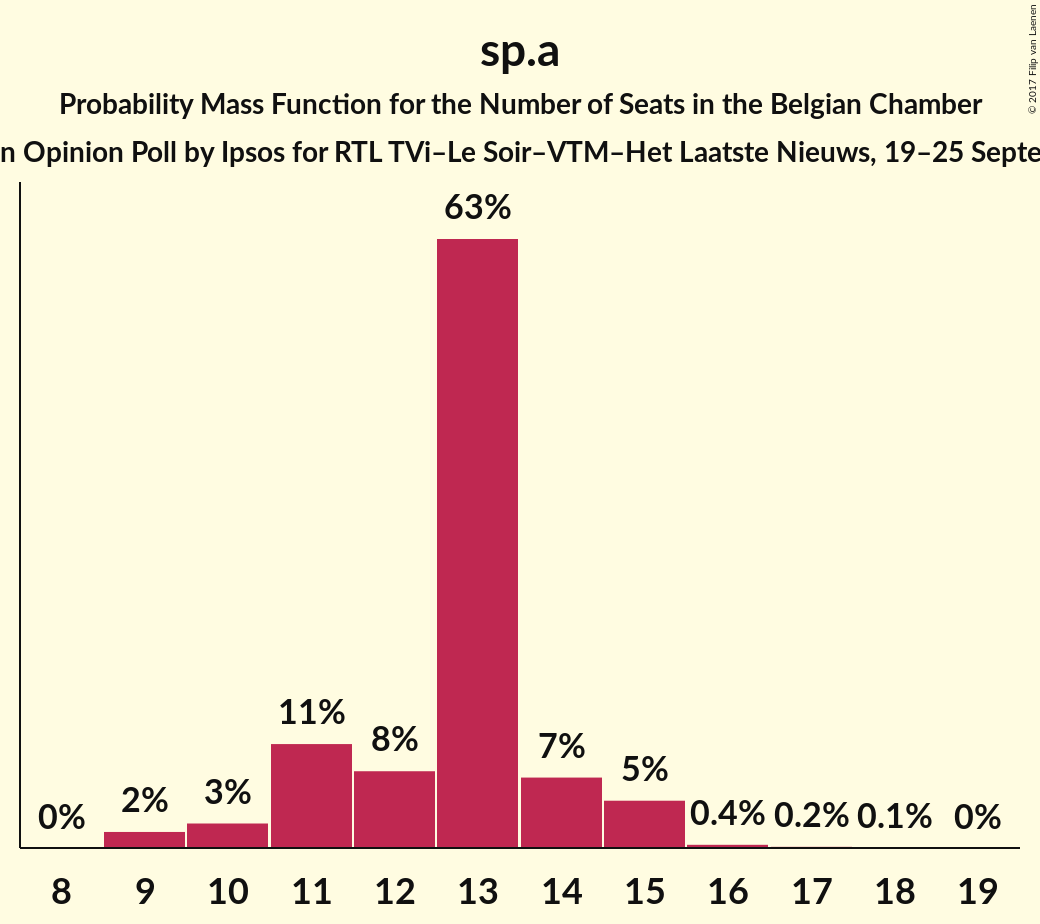 sp.a
Probability Mass Function for the Number of Seats in the Belgian Chamber
n Opinion Poll by Ipsos for RTL TVi–Le Soir–VTM–Het Laatste Nieuws, 19–25 Septe
© 2017 Filip van Laenen
63%
11%
8%
7%
5%
3%
2%
0%
0.4%
0.2%
0.1%
0%
8 9 10 11 12 13 14 15 16 17 18 19